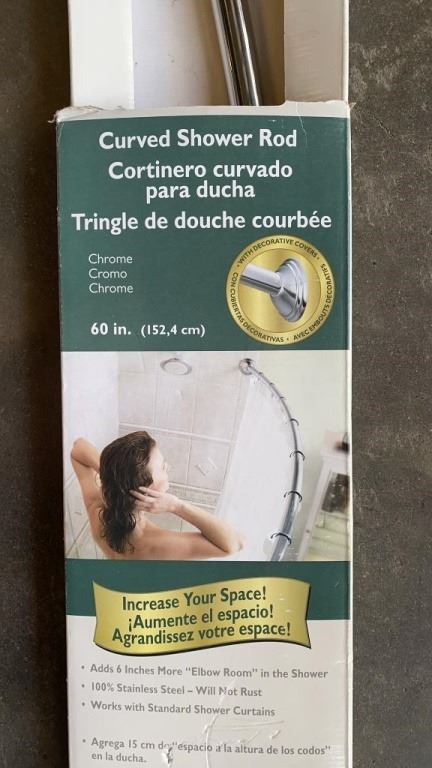 Curved Shower Rod
Cortinero curvado
para ducha
Tringle de douche courbée
Chrome
Cromo
Chrome
60 in. (152,4 cm)
• WITH DECORATIVE COVERS •
CON CUBIERTAS DECORATIVAS •
AVEC EMBOUTS DÉCORATIFS
Increase Your Space!
¡Aumente el espacio!
Agrandissez votre espace!
• Adds 6 Inches More "Elbow Room" in the Shower
• 100% Stainless Steel – Will Not Rust
• Works with Standard Shower Curtains
• Agrega 15 cm de "espacio a la altura de los codos"
en la ducha.